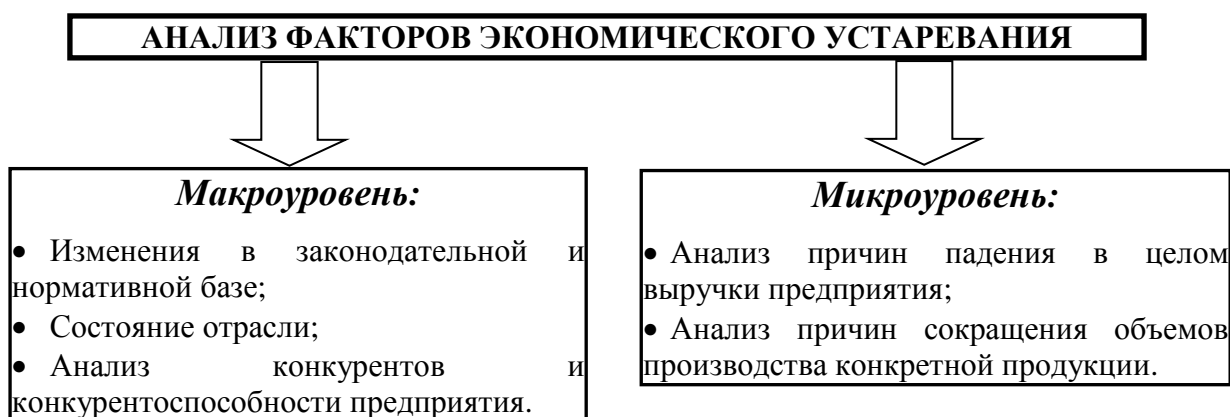 АНАЛИЗ ФАКТОРОВ ЭКОНОМИЧЕСКОГО УСТАРЕВАНИЯ
Макроуровень:
• Изменения в законодательной и
нормативной базе;
• Состояние отрасли;
• Анализ конкурентов и
конкурентоспособности предприятия.
Микроуровень:
• Анализ причин падения в целом
выручки предприятия;
• Анализ причин сокращения объемов
производства конкретной продукции.